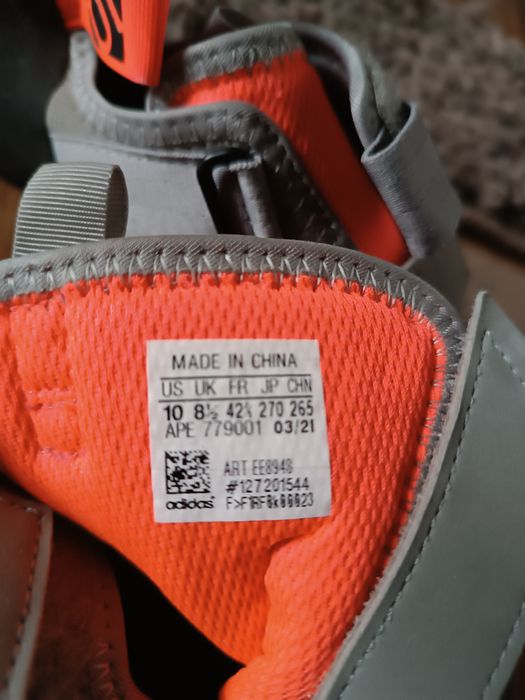 MADE IN CHINA
US UK FR JP CHN
10 8½ 42⅔ 270 265
APE 779001 03/21
ART EE8948
#127201544
adidas